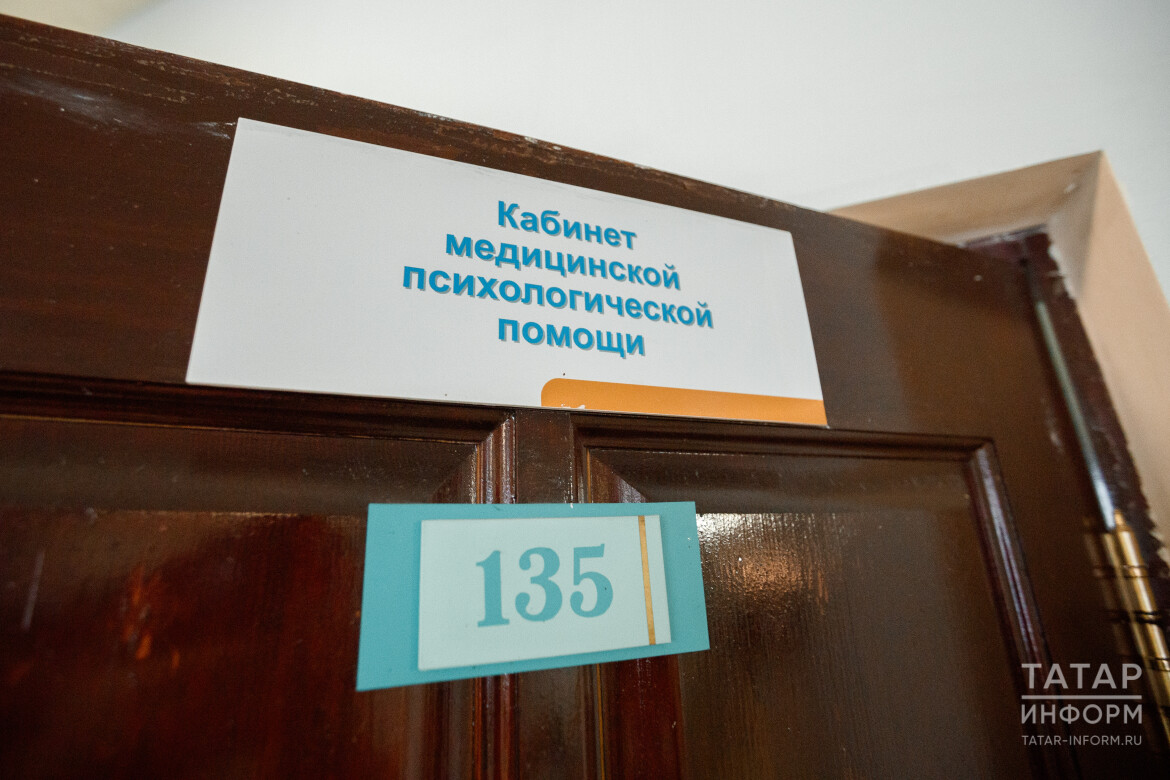 Кабинет
медицинской
психологической
помощи
135
ТАТАР
ИНФОРМ
TATAR-INFORM.RU